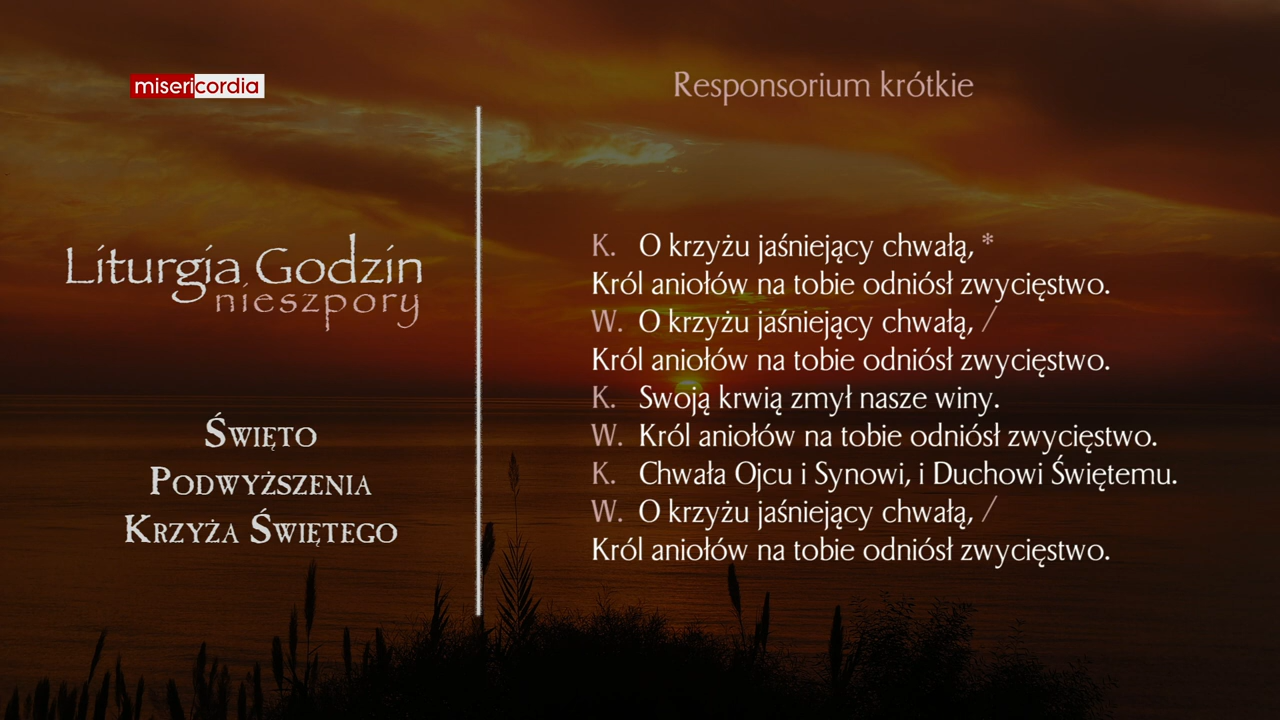 misericordia
Liturgia Godzin
nieszpory
Święto
Podwyższenia
Krzyża Świętego
Responsorium krótkie
K. O krzyżu jaśniejący chwałą, *
Król aniołów na tobie odniósł zwycięstwo.
W. O krzyżu jaśniejący chwałą, /
Król aniołów na tobie odniósł zwycięstwo.
K. Swoją krwią zmył nasze winy.
W. Król aniołów na tobie odniósł zwycięstwo.
K. Chwała Ojcu i Synowi, i Duchowi Świętemu.
W. O krzyżu jaśniejący chwałą, /
Król aniołów na tobie odniósł zwycięstwo.